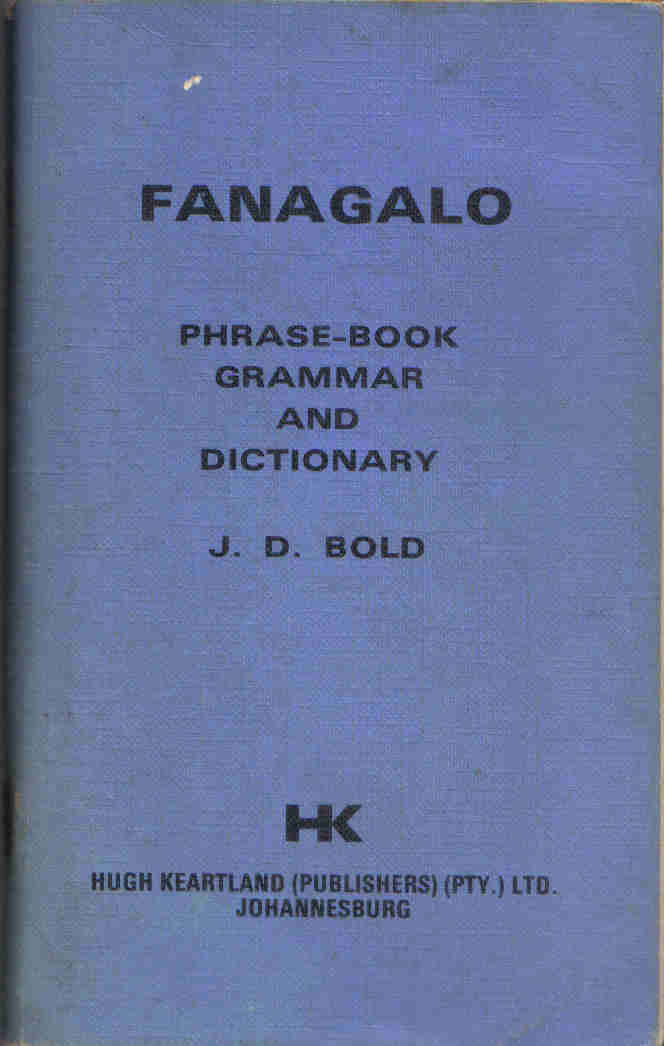 FANAGALO
PHRASE-BOOK
GRAMMAR
AND
DICTIONARY
J. D. BOLD
HK
HUGH KEARTLAND (PUBLISHERS) (PTY.) LTD.
JOHANNESBURG